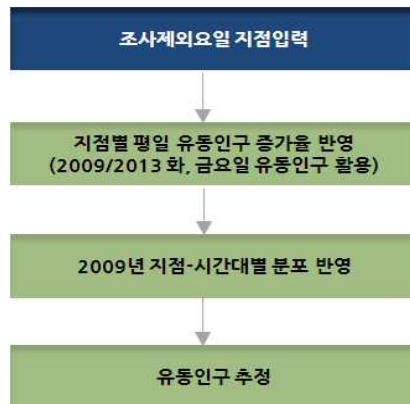 조사제외요일 지점입력
지점별 평일 유동인구 증가율 반영
(2009/2013 화, 금요일 유동인구 활용)
2009년 지점-시간대별 분포 반영
유동인구 추정